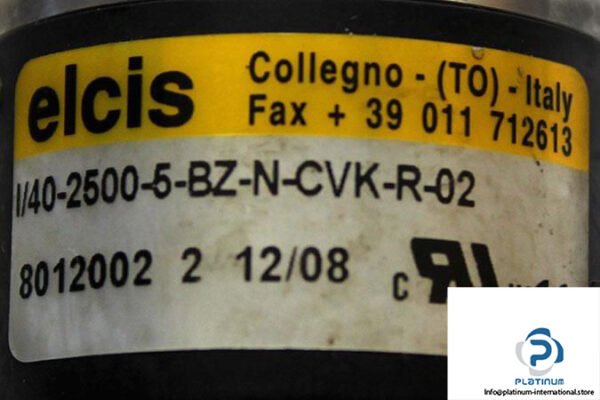 elcis
Collegno - (TO) - Italy
Fax + 39 011 712613
I/40-2500-5-BZ-N-CVK-R-02
8012002 2 12/08
c RU
PLATINUM
Info@platinum-international.store